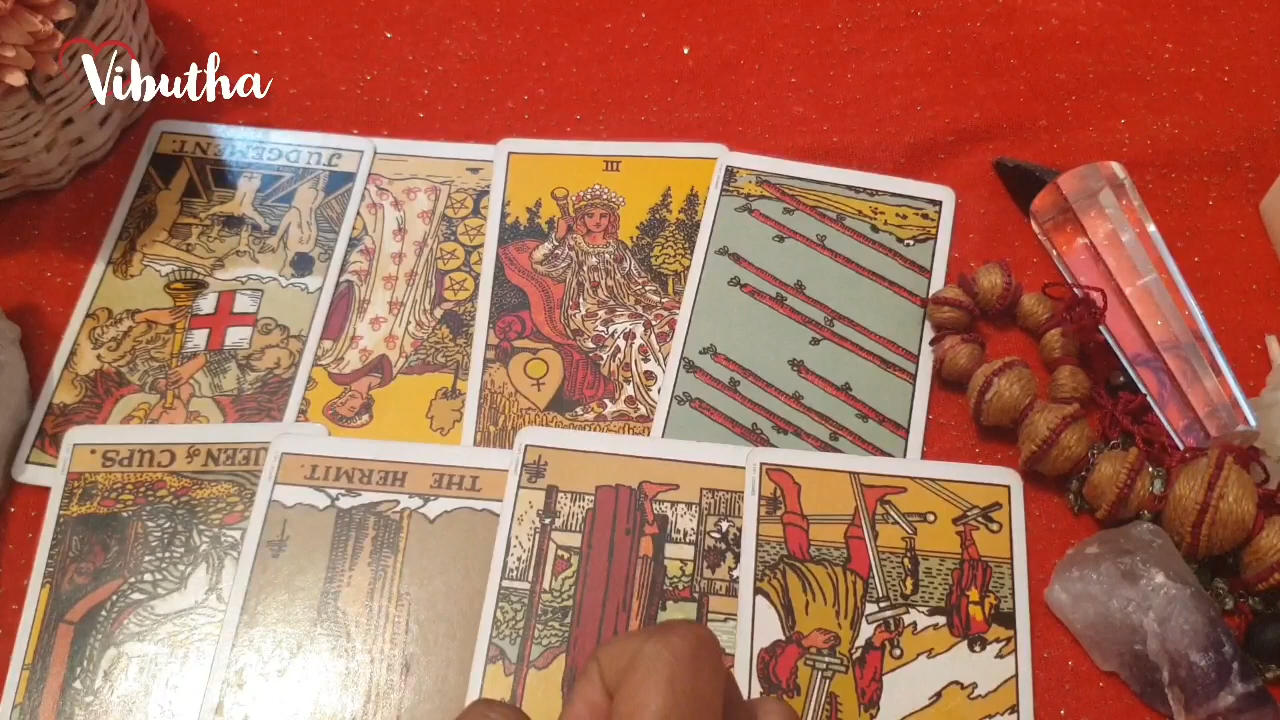 Vibutha
JUDGEMENT.
III
QUEEN of CUPS.
THE HERMIT.